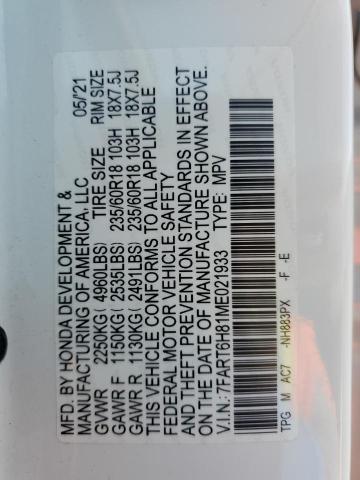 MFD. BY HONDA DEVELOPMENT &
MANUFACTURING OF AMERICA, LLC 05/'21
GVWR 2250KG ( 4960LBS) TIRE SIZE RIM SIZE
GAWR F 1150KG ( 2535LBS) 235/60R18 103H 18X7.5J
GAWR R 1130KG ( 2491LBS) 235/60R18 103H 18X7.5J
THIS VEHICLE CONFORMS TO ALL APPLICABLE
FEDERAL MOTOR VEHICLE SAFETY
AND THEFT PREVENTION STANDARDS IN EFFECT
ON THE DATE OF MANUFACTURE SHOWN ABOVE.
V.I.N.: 7FART6H81ME021933 TYPE: MPV
TPG M AC7 -NH883PX -F -E